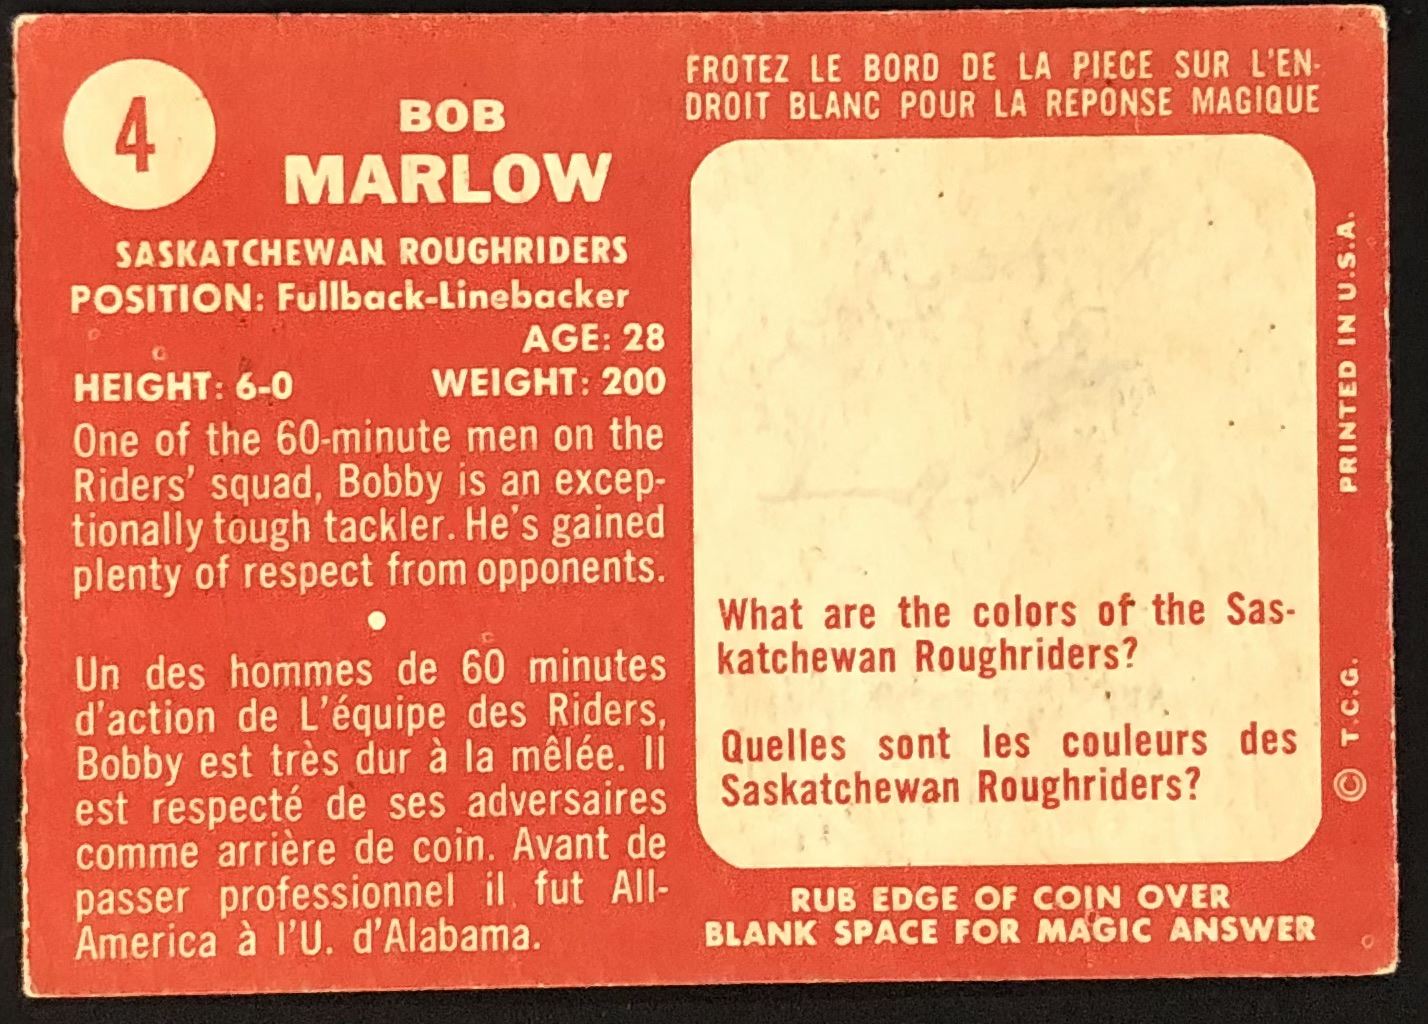 4
BOB
MARLOW
SASKATCHEWAN ROUGHRIDERS
POSITION: Fullback-Linebacker
AGE: 28
HEIGHT: 6-0 WEIGHT: 200
One of the 60-minute men on the
Riders' squad, Bobby is an excep-
tionally tough tackler. He's gained
plenty of respect from opponents.
Un des hommes de 60 minutes
d'action de L'équipe des Riders,
Bobby est très dur à la mêlée. Il
est respecté de ses adversaires
comme arrière de coin. Avant de
passer professionnel il fut All-
America à l'U. d'Alabama.
FROTEZ LE BORD DE LA PIECE SUR L'EN-
DROIT BLANC POUR LA REPONSE MAGIQUE
What are the colors of the Sas-
katchewan Roughriders?
Quelles sont les couleurs des
Saskatchewan Roughriders?
RUB EDGE OF COIN OVER
BLANK SPACE FOR MAGIC ANSWER
© T.C.G. PRINTED IN U.S.A.